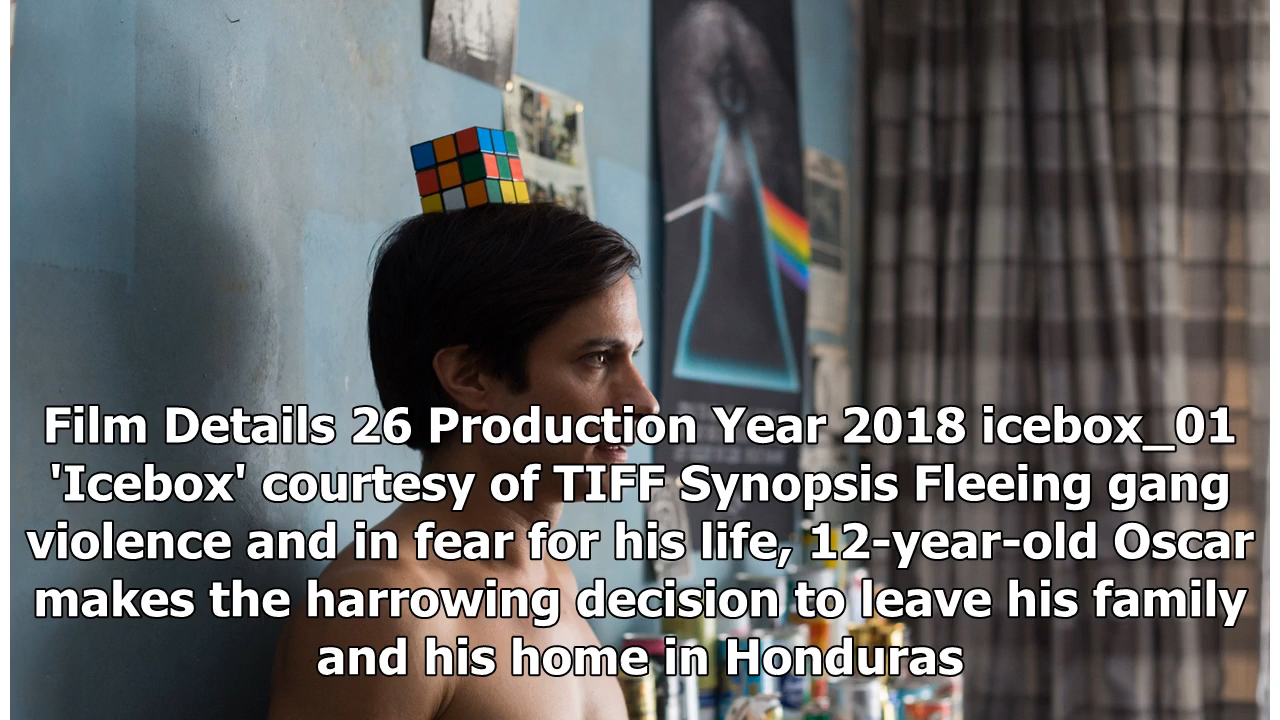 Film Details 26 Production Year 2018 icebox_01
'Icebox' courtesy of TIFF Synopsis Fleeing gang
violence and in fear for his life, 12-year-old Oscar
makes the harrowing decision to leave his family
and his home in Honduras